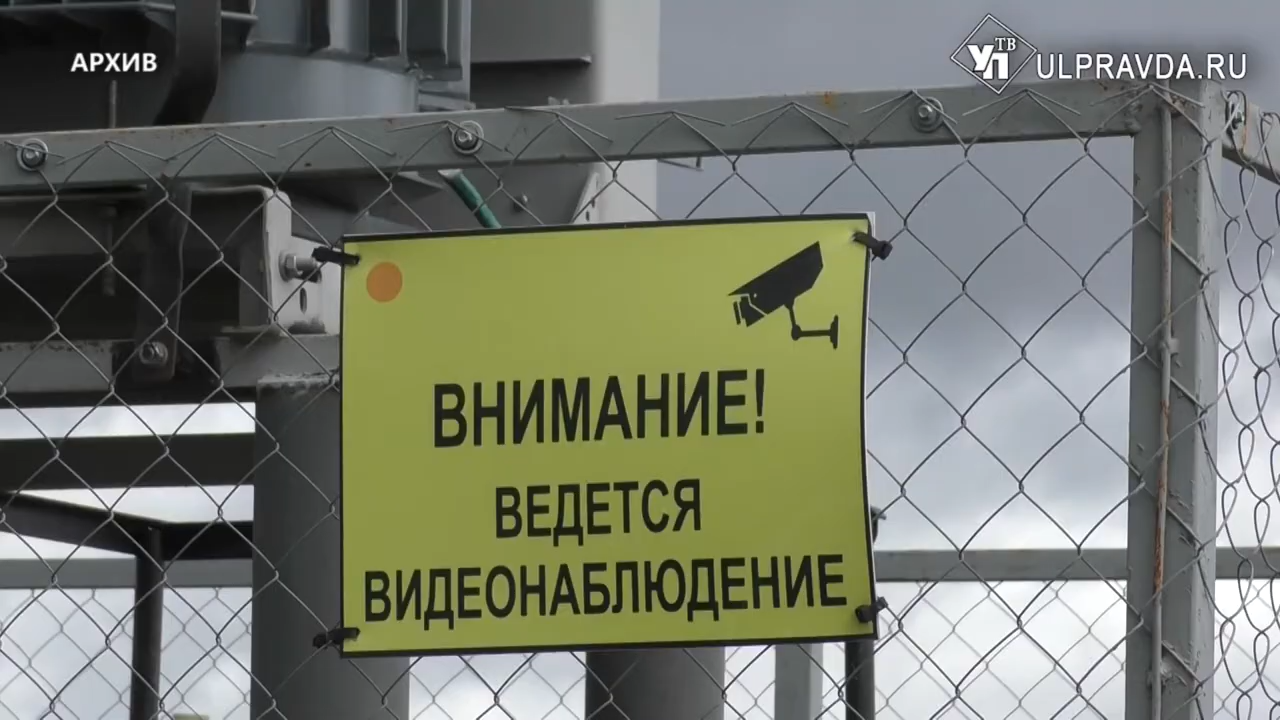 АРХИВ
УП ТВ
ULPRAVDA.RU
ВНИМАНИЕ!
ВЕДЕТСЯ
ВИДЕОНАБЛЮДЕНИЕ